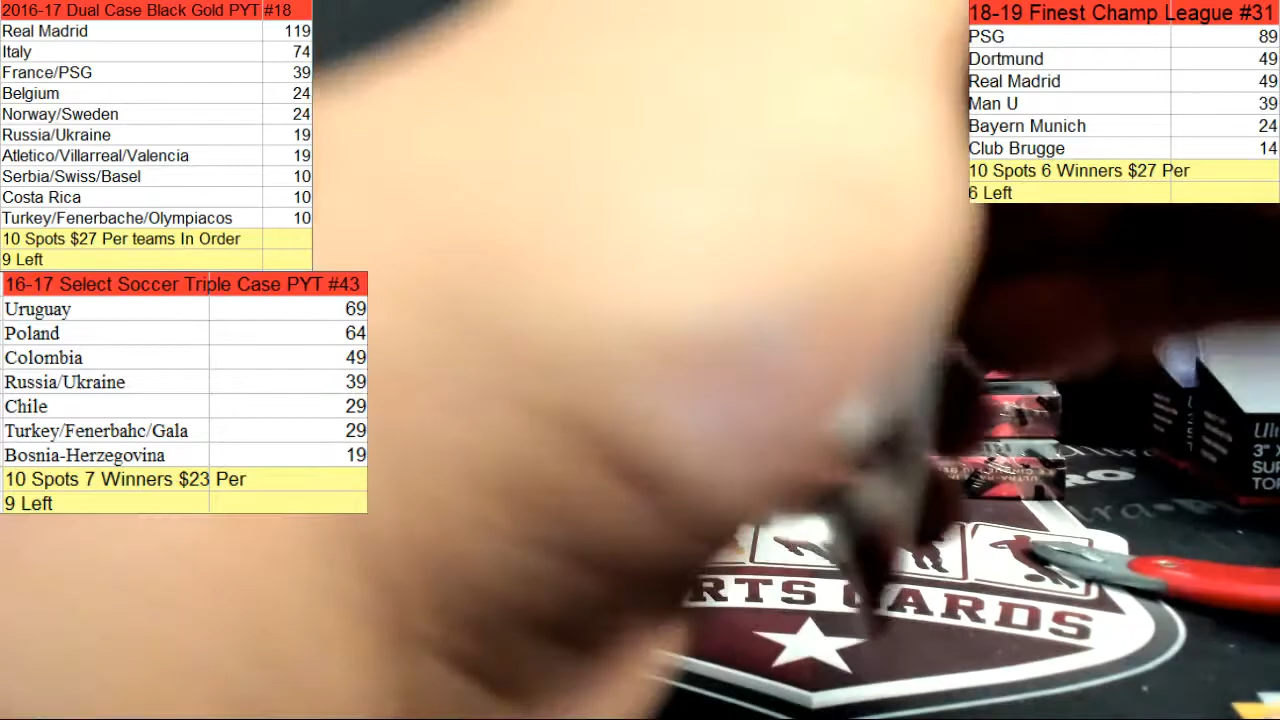 2016-17 Dual Case Black Gold PYT #18
Real Madrid 119
Italy 74
France/PSG 39
Belgium 24
Norway/Sweden 24
Russia/Ukraine 19
Atletico/Villarreal/Valencia 19
Serbia/Swiss/Basel 10
Costa Rica 10
Turkey/Fenerbache/Olympiacos 10
10 Spots $27 Per teams In Order
9 Left
16-17 Select Soccer Triple Case PYT #43
Uruguay 69
Poland 64
Colombia 49
Russia/Ukraine 39
Chile 29
Turkey/Fenerbahc/Gala 29
Bosnia-Herzegovina 19
10 Spots 7 Winners $23 Per
9 Left
18-19 Finest Champ League #31
PSG 89
Dortmund 49
Real Madrid 49
Man U 39
Bayern Munich 24
Club Brugge 14
10 Spots 6 Winners $27 Per
6 Left
RTS CARDS